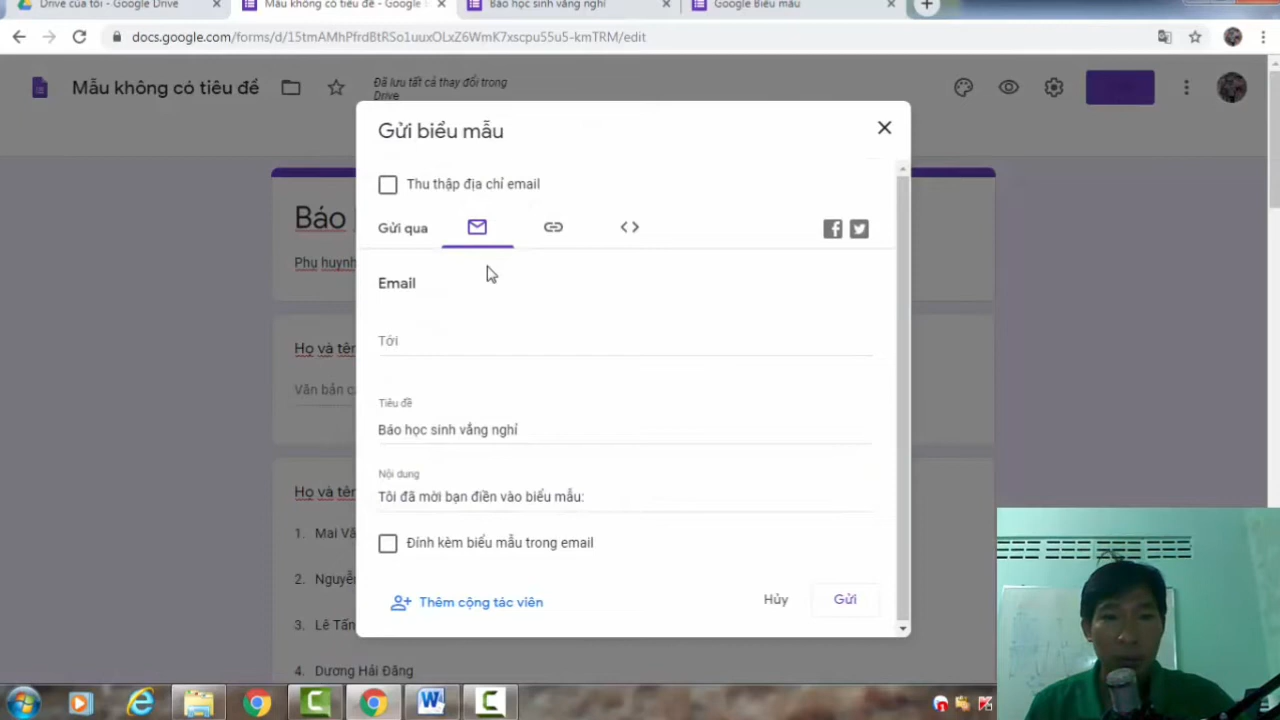 Drive của tôi - Google Drive
Mẫu không có tiêu đề - Google
Báo học sinh vắng nghỉ
Google Biểu mẫu
docs.google.com/forms/d/15tmAMhPfrdBtRSo1uuxOLxZ6WmK7xscpu55u5-kmTRM/edit
Mẫu không có tiêu đề
Đã lưu tất cả thay đổi trong
Drive
Gửi biểu mẫu
Thu thập địa chỉ email
Báo
Gửi qua
Phụ huynh
Email
Họ và tên
Tới
Văn bản
Tiêu đề
Báo học sinh vắng nghỉ
Nội dung
Họ và tên
Tôi đã mời bạn điền vào biểu mẫu:
1. Mai
Đính kèm biểu mẫu trong email
2. Nguyễn
Thêm cộng tác viên
Hủy
Gửi
3. Lê Tấn
4. Dương Hải Đăng